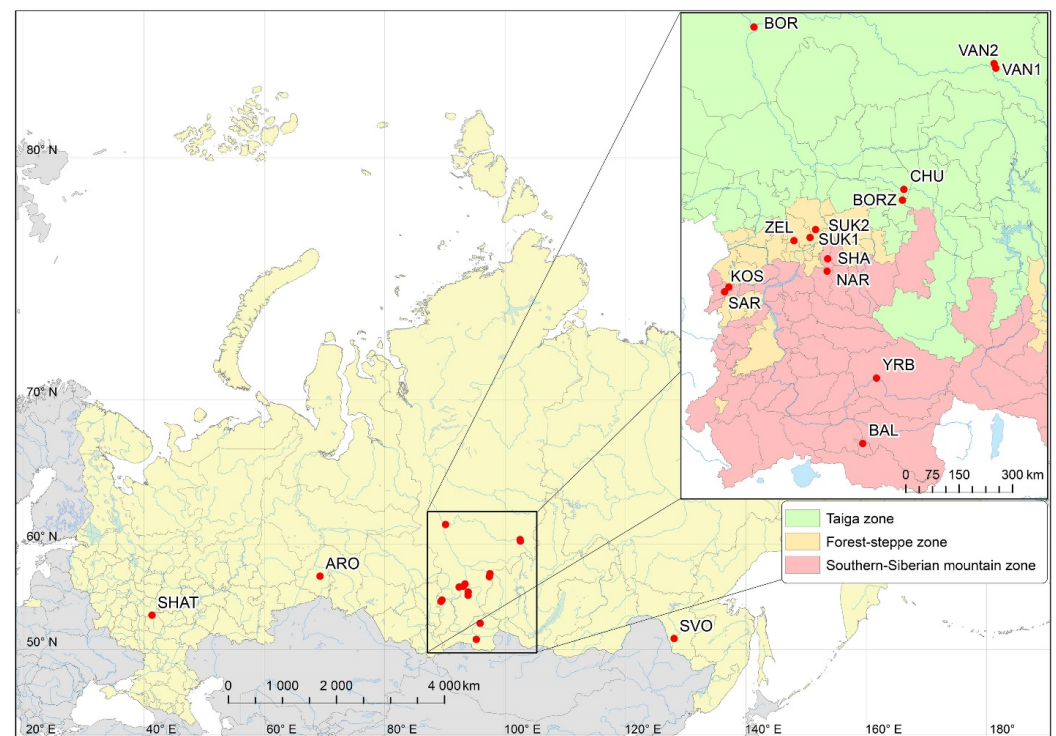 BOR
VAN2
VAN1
CHU
BORZ
ZEL
SUK2
SUK1
SHA
NAR
KOS
SAR
YRB
BAL
0 75 150 300 km
Taiga zone
Forest-steppe zone
Southern-Siberian mountain zone
80° N
70° N
60° N
50° N
ARO
SHAT
SVO
0 1 000 2 000 4 000 km
20° E
40° E
60° E
80° E
100° E
120° E
140° E
160° E
180°